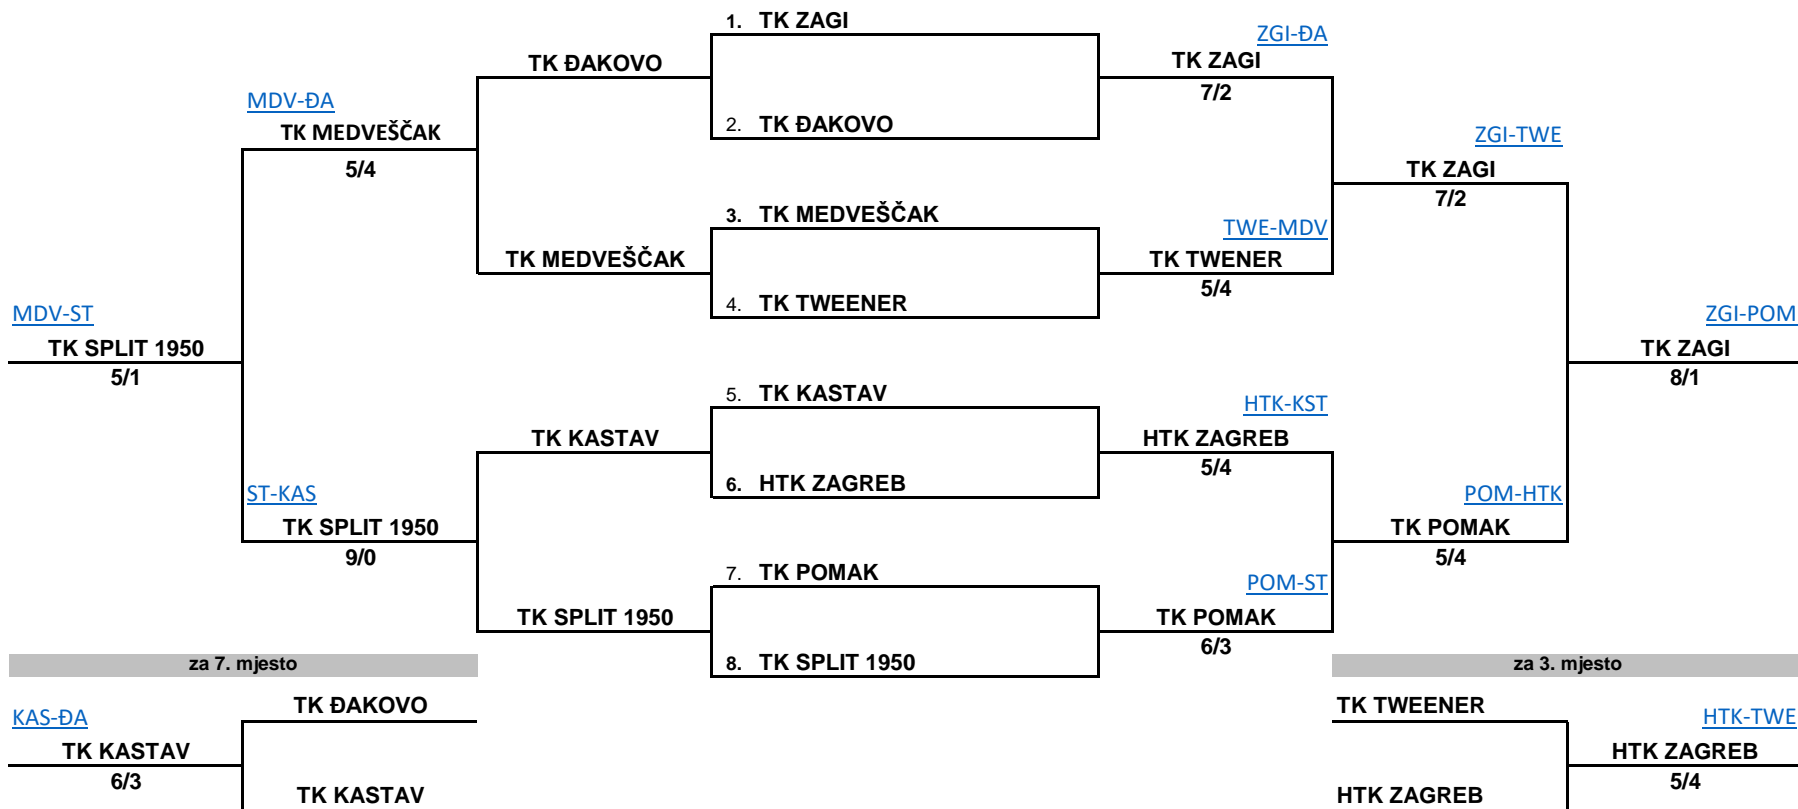 1. TK ZAGI
ZGI-ĐA
TK ĐAKOVO
TK ZAGI
7/2
MDV-ĐA
TK MEDVEŠČAK
2. TK ĐAKOVO
ZGI-TWE
5/4
TK ZAGI
7/2
3. TK MEDVEŠČAK
TWE-MDV
TK MEDVEŠČAK
TK TWENER
5/4
4. TK TWEENER
MDV-ST
ZGI-POM
TK SPLIT 1950
TK ZAGI
5/1
8/1
5. TK KASTAV
HTK-KST
TK KASTAV
HTK ZAGREB
5/4
6. HTK ZAGREB
ST-KAS
POM-HTK
TK SPLIT 1950
TK POMAK
9/0
5/4
7. TK POMAK
POM-ST
TK SPLIT 1950
TK POMAK
6/3
za 7. mjesto
8. TK SPLIT 1950
za 3. mjesto
TK ĐAKOVO
TK TWEENER
KAS-ĐA
HTK-TWE
TK KASTAV
HTK ZAGREB
6/3
5/4
TK KASTAV
HTK ZAGREB